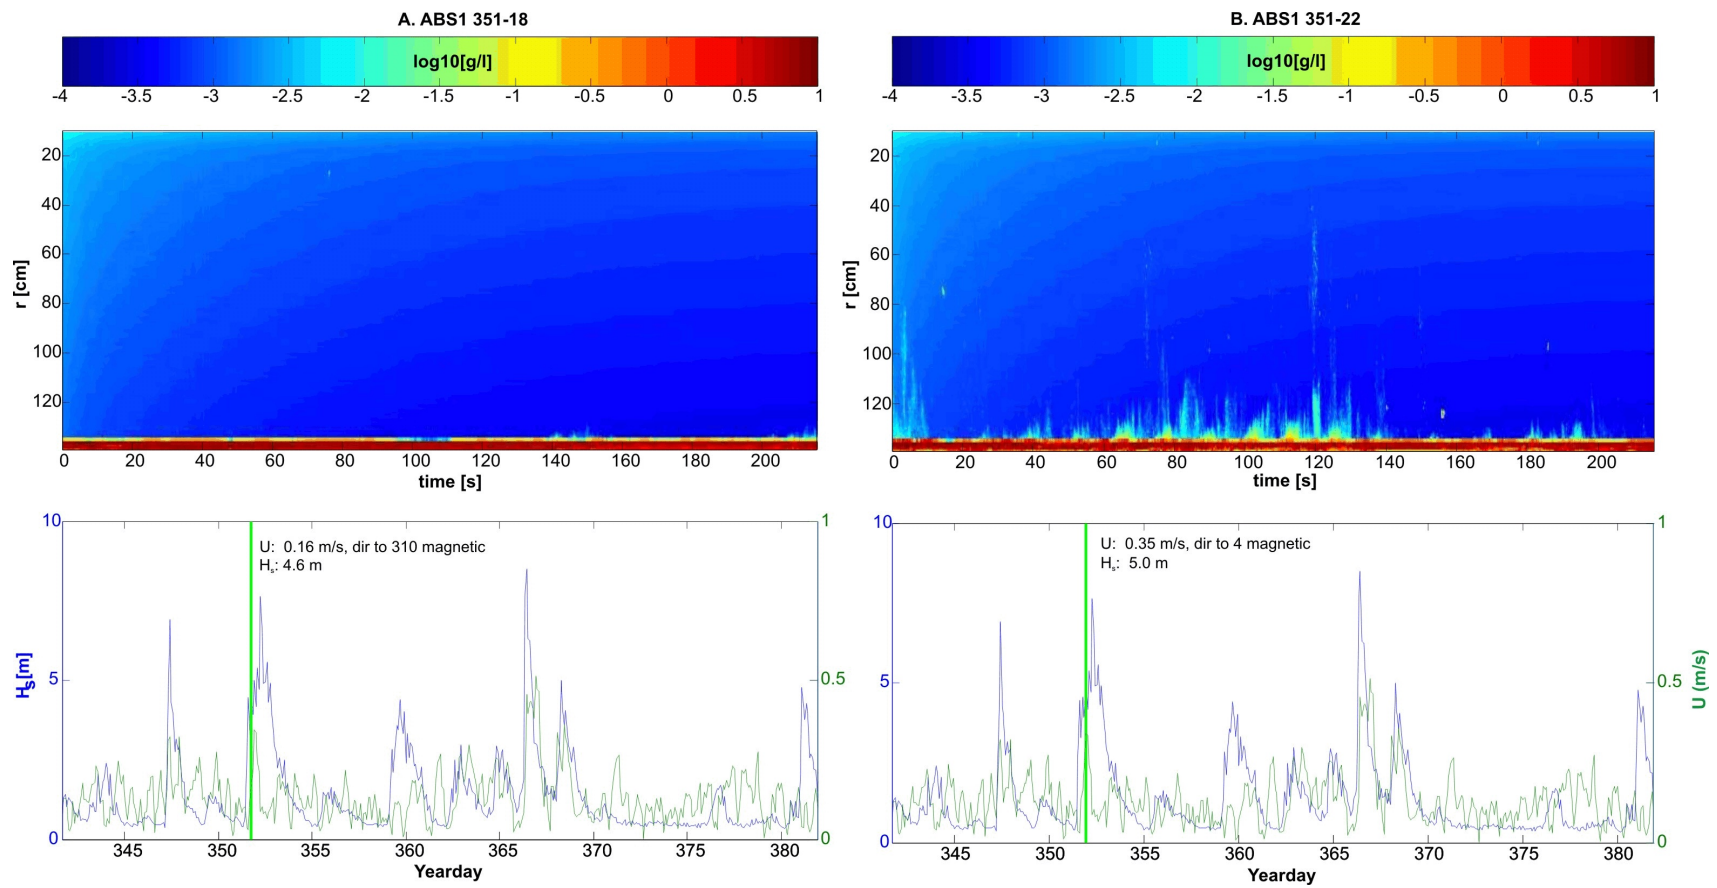 A. ABS1 351-18
log10[g/l]
-4 -3.5 -3 -2.5 -2 -1.5 -1 -0.5 0 0.5 1
20
40
60
80
100
120
r [cm]
0 20 40 60 80 100 120 140 160 180 200
time [s]
10 1
U: 0.16 m/s, dir to 310 magnetic
Hs: 4.6 m
5 0.5
Hs[m]
0 0
345 350 355 360 365 370 375 380
Yearday
B. ABS1 351-22
log10[g/l]
-4 -3.5 -3 -2.5 -2 -1.5 -1 -0.5 0 0.5 1
20
40
60
80
100
120
r [cm]
0 20 40 60 80 100 120 140 160 180 200
time [s]
10 1
U: 0.35 m/s, dir to 4 magnetic
Hs: 5.0 m
5 0.5
U (m/s)
0 0
345 350 355 360 365 370 375 380
Yearday